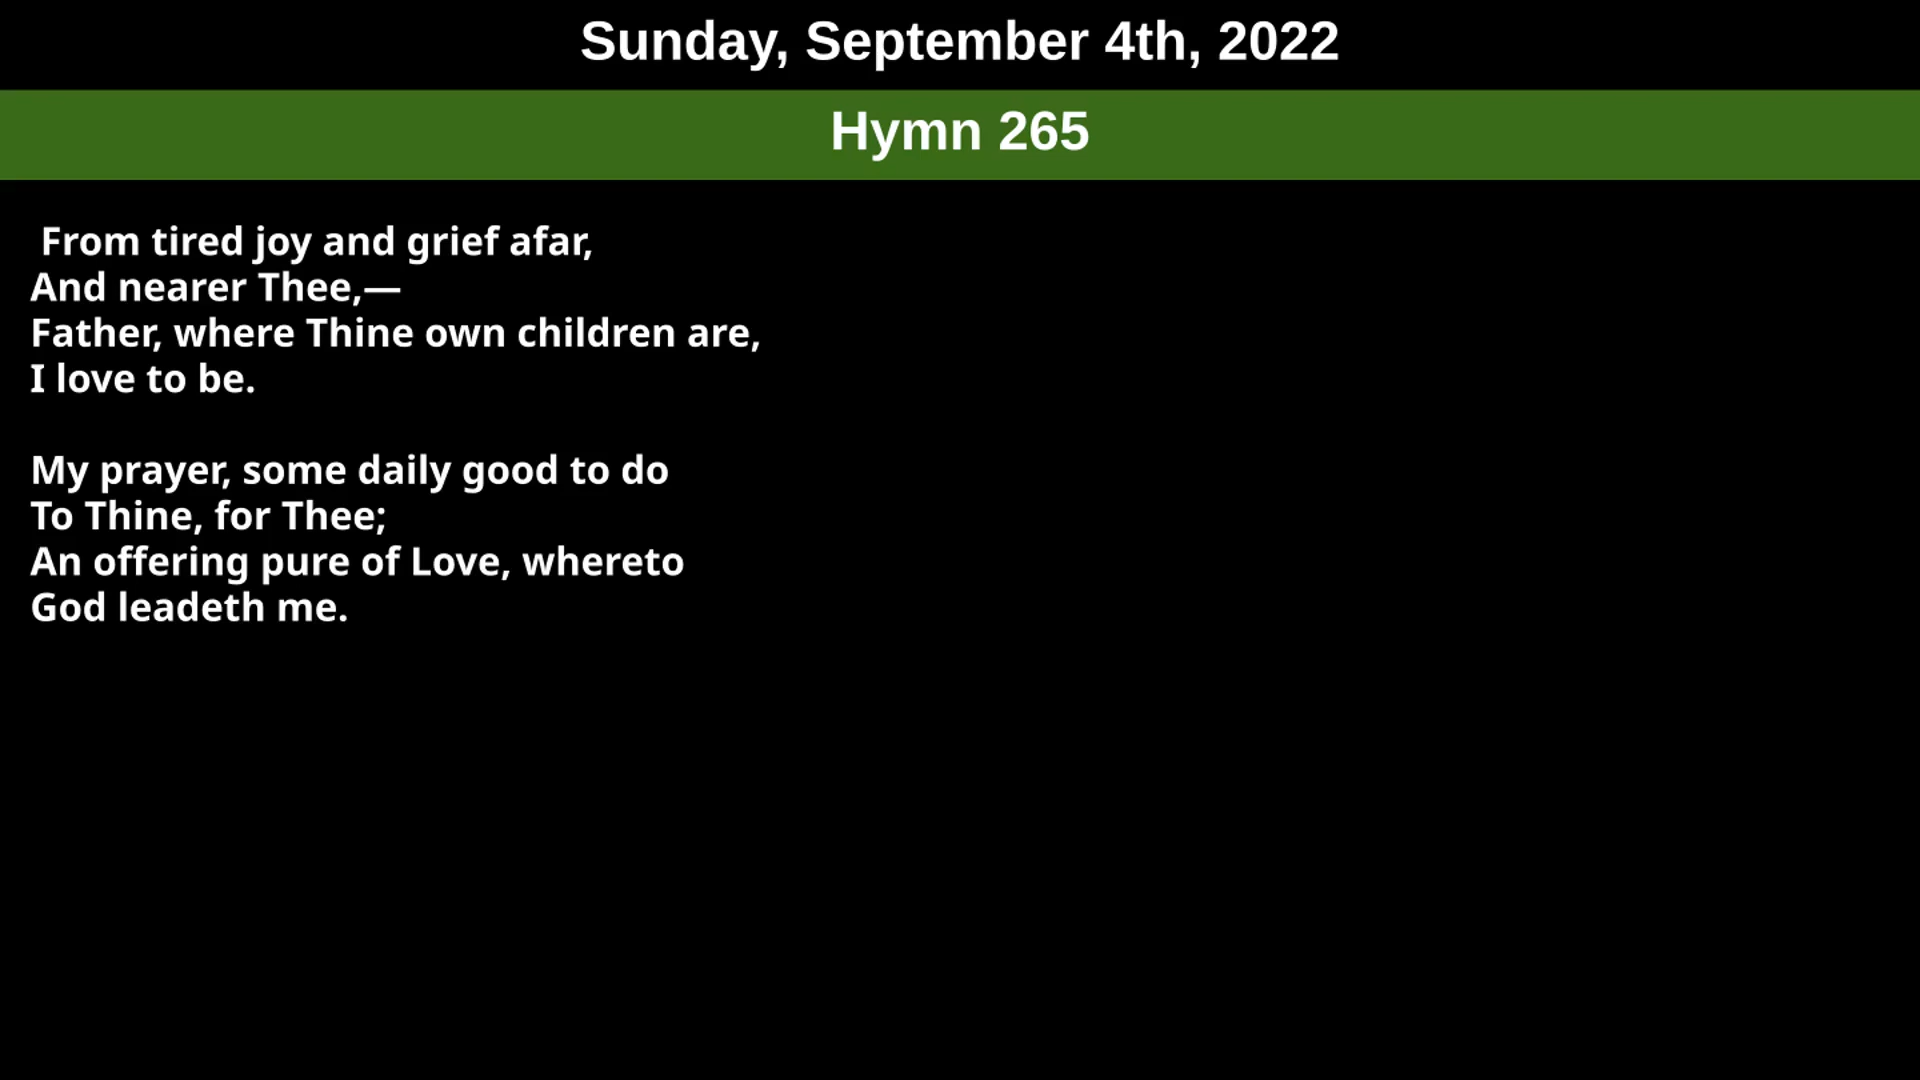 Sunday, September 4th, 2022
Hymn 265
From tired joy and grief afar,
And nearer Thee,—
Father, where Thine own children are,
I love to be.
My prayer, some daily good to do
To Thine, for Thee;
An offering pure of Love, whereto
God leadeth me.